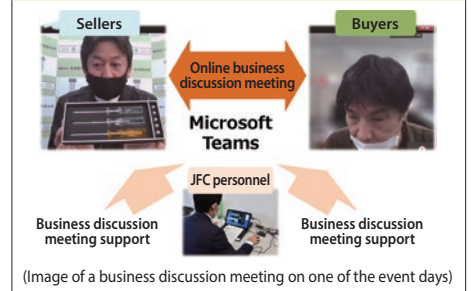 Sellers
Buyers
Online business
discussion meeting
Microsoft
Teams
JFC personnel
Business discussion
meeting support
Business discussion
meeting support
(Image of a business discussion meeting on one of the event days)